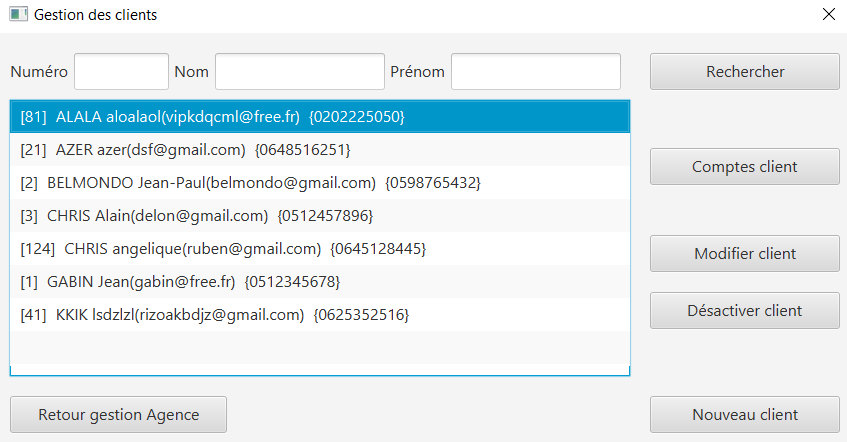 Gestion des clients
Numéro Nom Prénom Rechercher
[81] ALALA aloalaol(vipkdqcml@free.fr) {0202225050}
[21] AZER azer(dsf@gmail.com) {0648516251}
Comptes client
[2] BELMONDO Jean-Paul(belmondo@gmail.com) {0598765432}
[3] CHRIS Alain(delon@gmail.com) {0512457896}
[124] CHRIS angelique(ruben@gmail.com) {0645128445}
Modifier client
[1] GABIN Jean(gabin@free.fr) {0512345678}
[41] KKIK lsdzlzl(rizoakbdjz@gmail.com) {0625352516}
Désactiver client
Retour gestion Agence Nouveau client